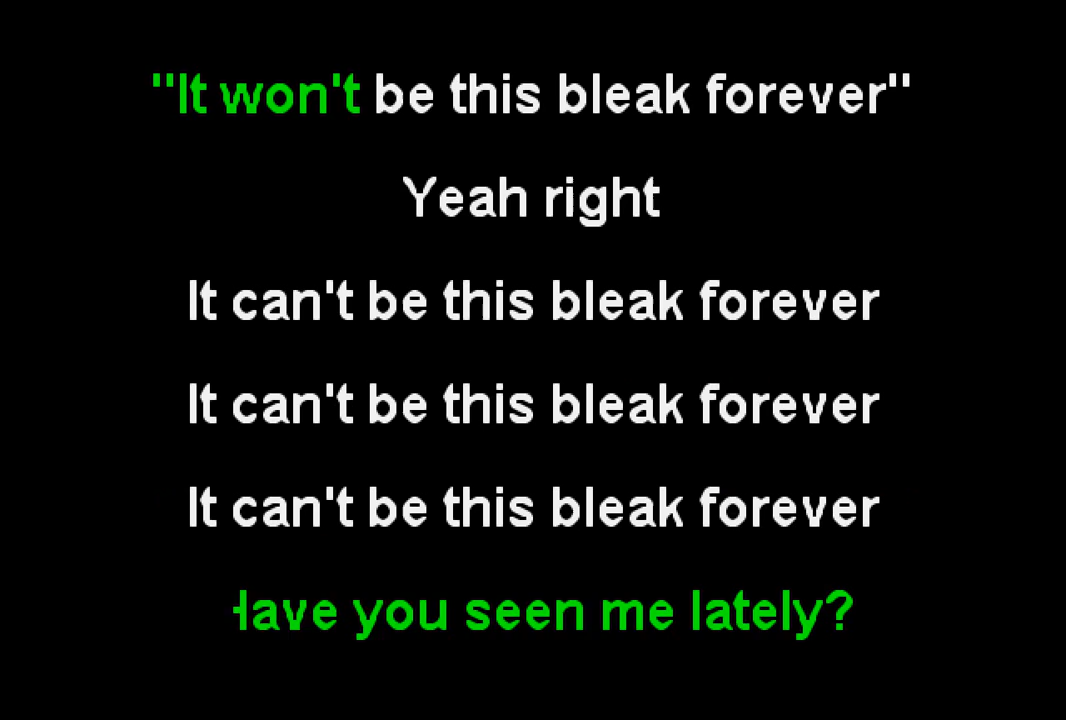 "It won't be this bleak forever"
Yeah right
It can't be this bleak forever
It can't be this bleak forever
It can't be this bleak forever
Have you seen me lately?